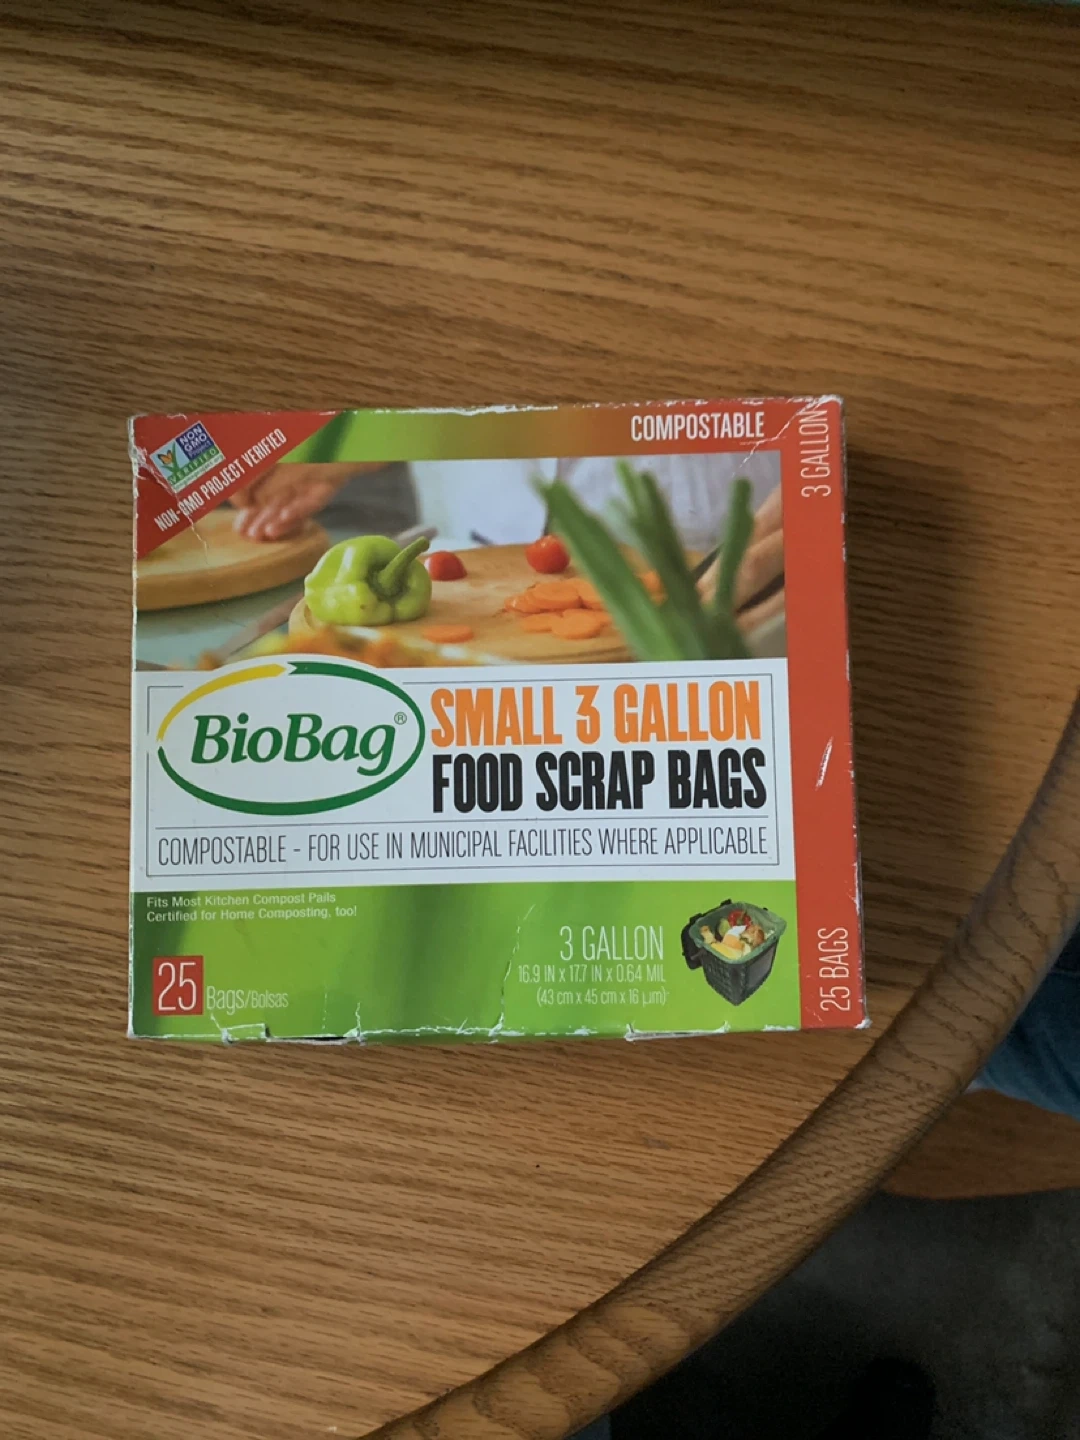 NON
GMO
VERIFIED
NON-GMO PROJECT VERIFIED
COMPOSTABLE
3 GALLON
BioBag®
SMALL 3 GALLON
FOOD SCRAP BAGS
COMPOSTABLE - FOR USE IN MUNICIPAL FACILITIES WHERE APPLICABLE
Fits Most Kitchen Compost Pails
Certified for Home Composting, too!
25 Bags/Bolsas
3 GALLON
16.9 IN x 17.7 IN x 0.64 MIL
(43 cm x 45 cm x 16 µm)
25 BAGS